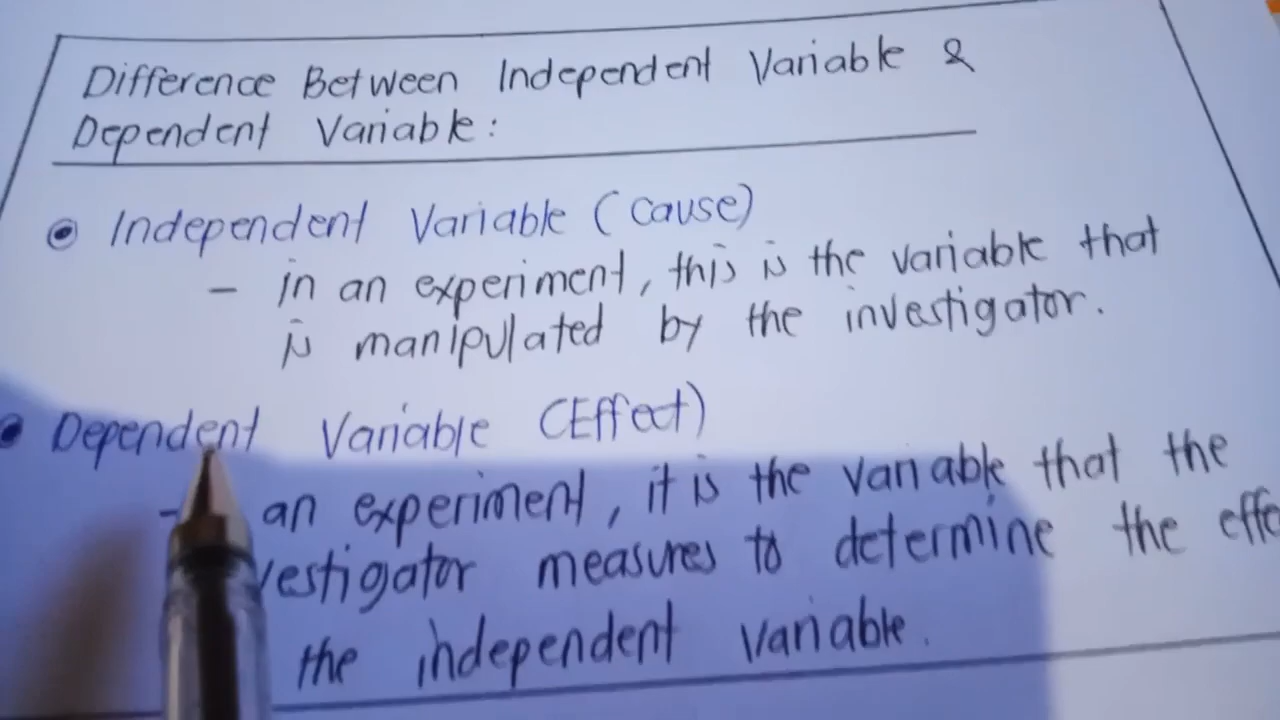 Difference Between Independent Variable &
Dependent Variable:
Independent Variable (cause)
- in an experiment, this is the variable that
is manipulated by the investigator.
Dependent Variable (Effect)
- an experiment, it is the variable that the
vestigator measures to determine the effe
the independent variable.